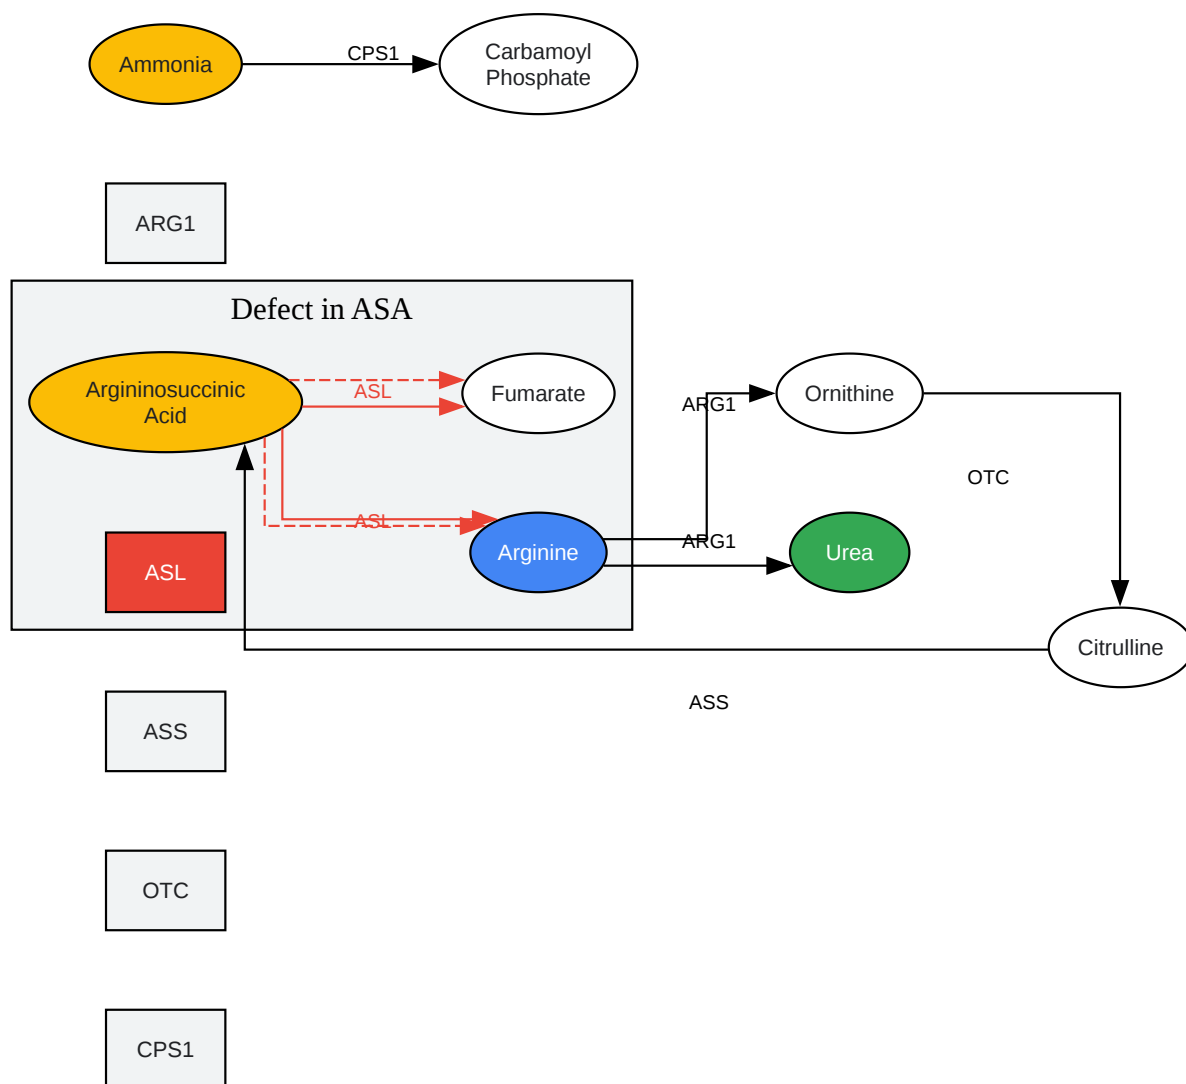 Ammonia
CPS1
Carbamoyl
Phosphate
ARG1
Defect in ASA
Argininosuccinic
Acid
ASL
Fumarate
ARG1
Ornithine
OTC
ASL
Arginine
ARG1
Urea
ASL
Citrulline
ASS
ASS
OTC
CPS1